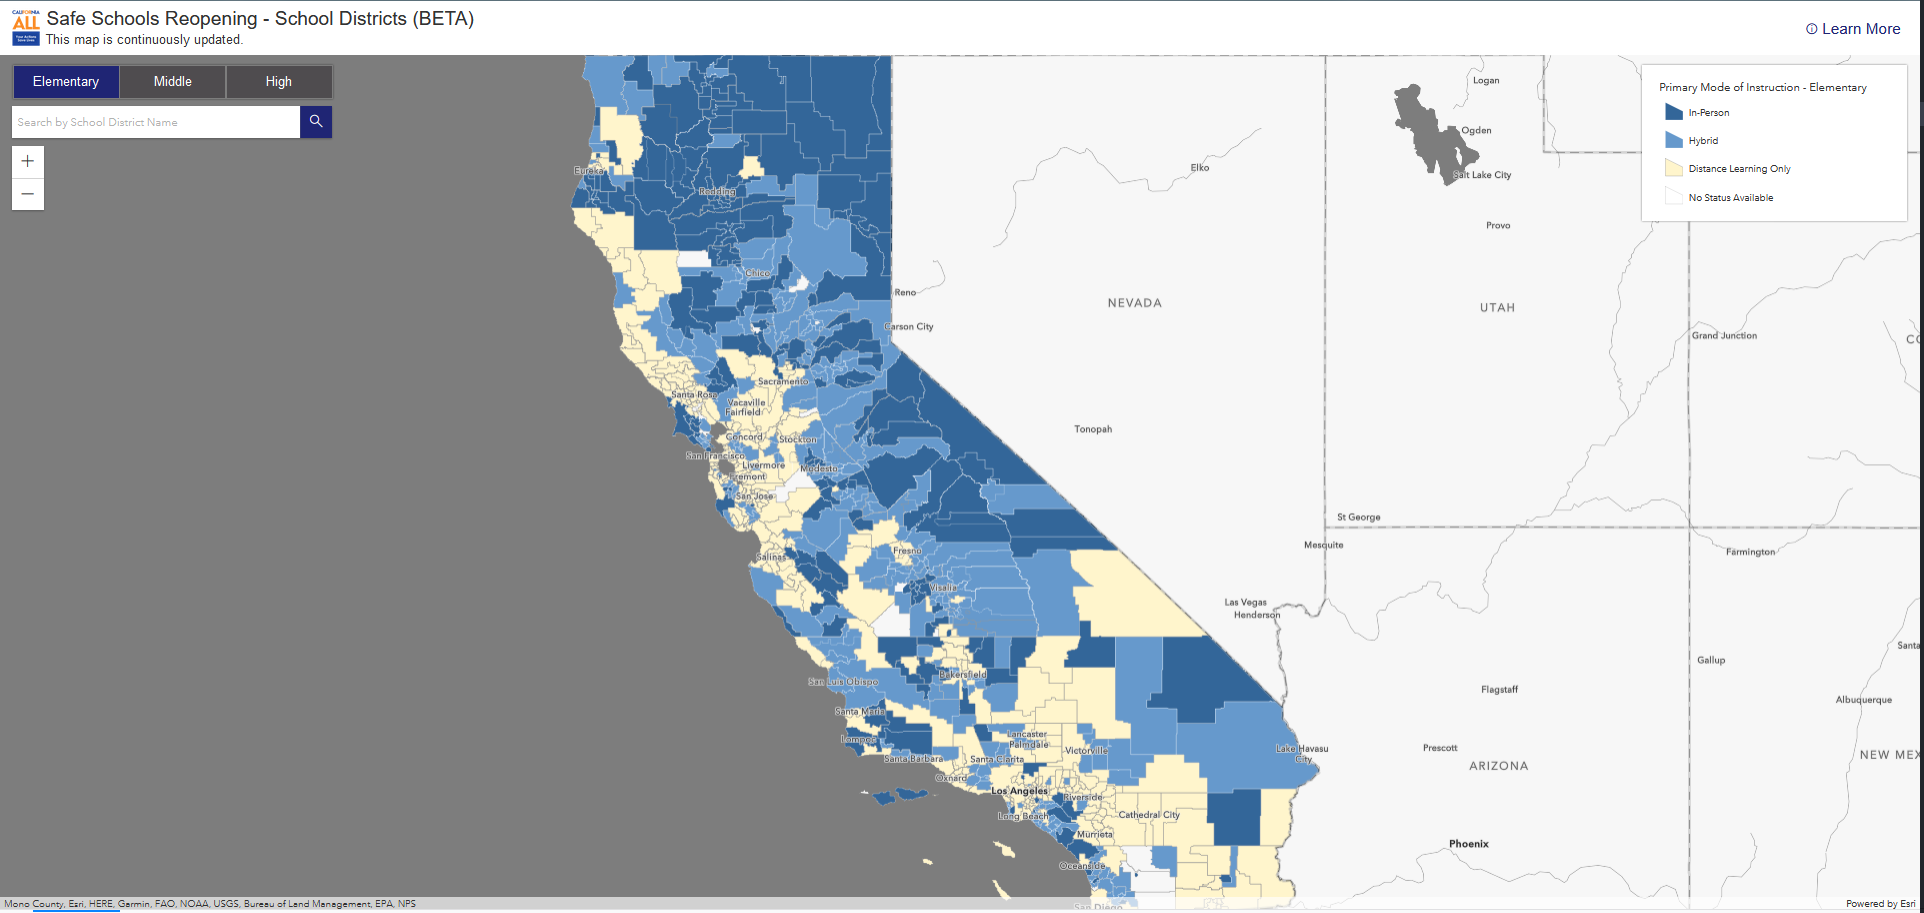 CALIFORNIA
ALL
Your Actions
Save Lives
Safe Schools Reopening - School Districts (BETA)
This map is continuously updated.
Learn More
Elementary
Middle
High
Search by School District Name
+
−
Primary Mode of Instruction - Elementary
In-Person
Hybrid
Distance Learning Only
No Status Available
Logan
Ogden
Salt Lake City
Elko
Provo
Eureka
Redding
Chico
Reno
NEVADA
UTAH
Carson City
Grand Junction
CO
Sacramento
Santa Rosa
Vacaville
Fairfield
Tonopah
Concord
Stockton
San Francisco
Livermore
Modesto
Fremont
San Jose
St George
Mesquite
Farmington
Salinas
Fresno
Visalia
Las Vegas
Henderson
Santa
Gallup
Bakersfield
San Luis Obispo
Flagstaff
Albuquerque
Santa Maria
Lompoc
Lancaster
Palmdale
Victorville
Lake Havasu
City
Prescott
NEW MEX
Santa Barbara
Santa Clarita
ARIZONA
Oxnard
Los Angeles
Riverside
Long Beach
Cathedral City
Murrieta
Phoenix
Oceanside
San Diego
Mono County, Esri, HERE, Garmin, FAO, NOAA, USGS, Bureau of Land Management, EPA, NPS
Powered by Esri